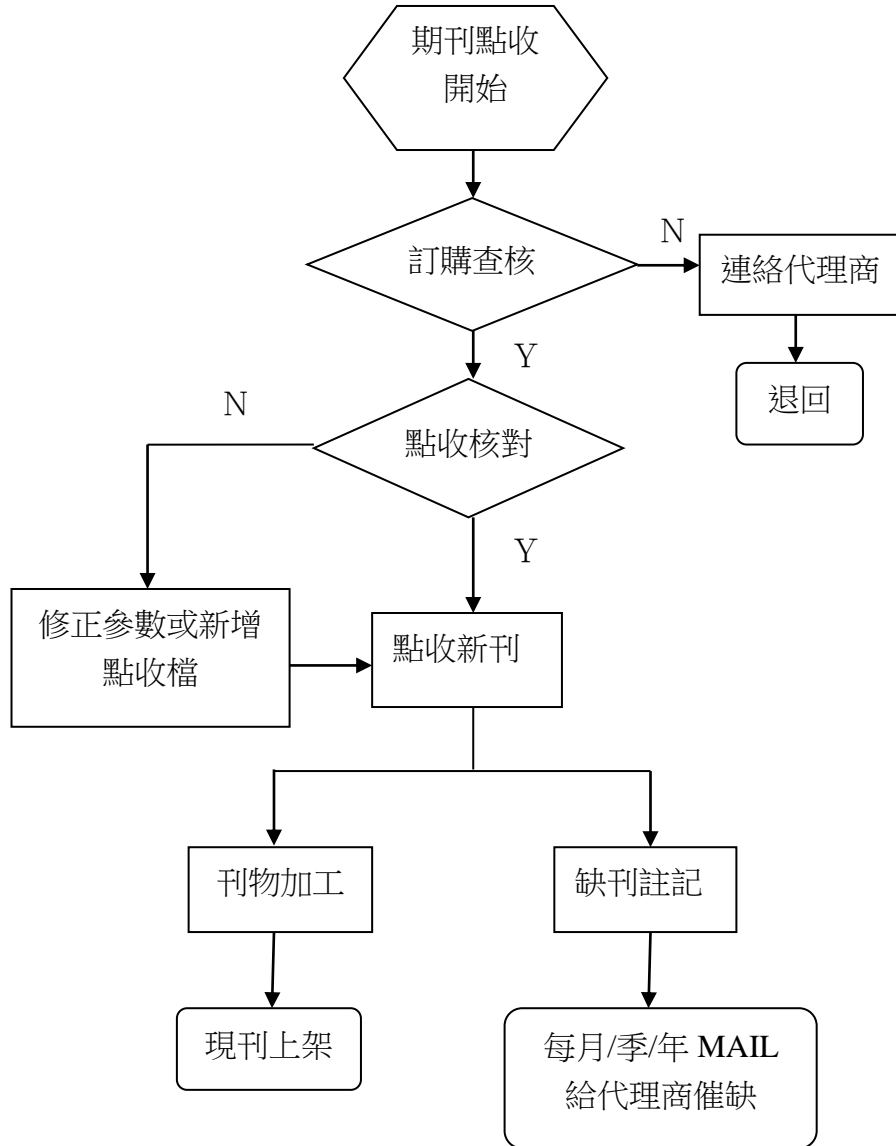 期刊點收
開始
訂購查核
N
連絡代理商
Y
退回
N
點收核對
Y
修正參數或新增
點收檔
點收新刊
刊物加工
缺刊註記
現刊上架
每月/季/年 MAIL
給代理商催缺